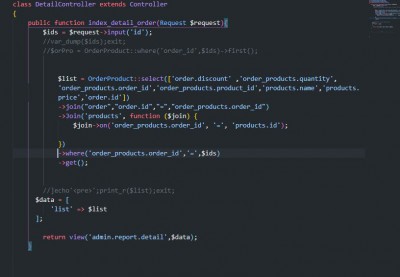 class DetailController extends Controller
{
public function index_detail_order(Request $request){
$ids = $request->input('id');
//var_dump($ids);exit;
//$orPro = OrderProduct::where('order_id',$ids)->first();
$list = OrderProduct::select(['order.discount' ,'order_products.quantity',
'order_products.order_id','order_products.product_id','products.name','products.
price','order.id'])
->join("order","order.id","=","order_products.order_id")
->Join('products', function ($join) {
$join->on('order_products.order_id', '=', 'products.id');
})
->where('order_products.order_id','=',$ids)
->get();
//echo'<pre>';print_r($list);exit;
$data = [
'list' => $list
];
return view('admin.report.detail',$data);
}